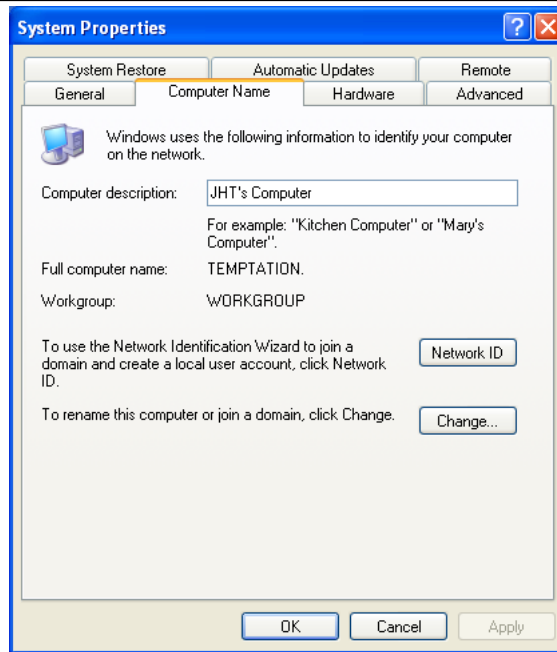 System Properties
System Restore Automatic Updates Remote
General Computer Name Hardware Advanced
Windows uses the following information to identify your computer
on the network.
Computer description: JHT's Computer
For example: "Kitchen Computer" or "Mary's
Computer".
Full computer name: TEMPTATION.
Workgroup: WORKGROUP
To use the Network Identification Wizard to join a
domain and create a local user account, click Network
ID.
Network ID
To rename this computer or join a domain, click Change.
Change...
OK Cancel Apply